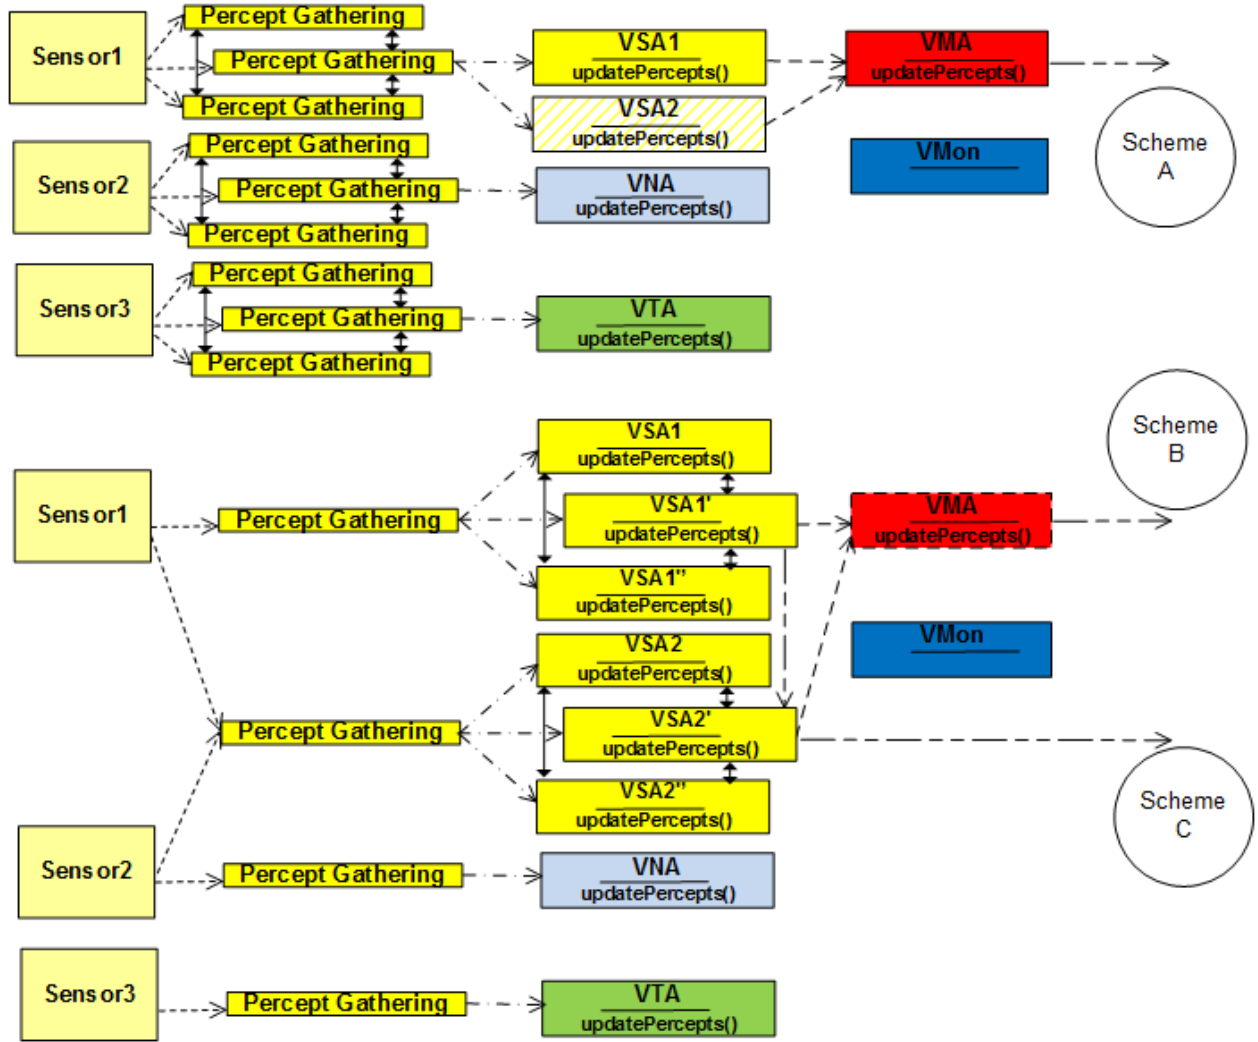 Percept Gathering
Sensor1
Percept Gathering
Percept Gathering
VSA1
updatePercepts()
VSA2
updatePercepts()
VMA
updatePercepts()
Scheme
A
Sensor2
Percept Gathering
Percept Gathering
Percept Gathering
VNA
updatePercepts()
VMon
Sensor3
Percept Gathering
Percept Gathering
Percept Gathering
VTA
updatePercepts()
Scheme
B
Sensor1
Percept Gathering
VSA1
updatePercepts()
VSA1'
updatePercepts()
VSA1''
updatePercepts()
VMA
updatePercepts()
VMon
Percept Gathering
VSA2
updatePercepts()
VSA2'
updatePercepts()
VSA2''
updatePercepts()
Scheme
C
Sensor2
Percept Gathering
VNA
updatePercepts()
Sensor3
Percept Gathering
VTA
updatePercepts()